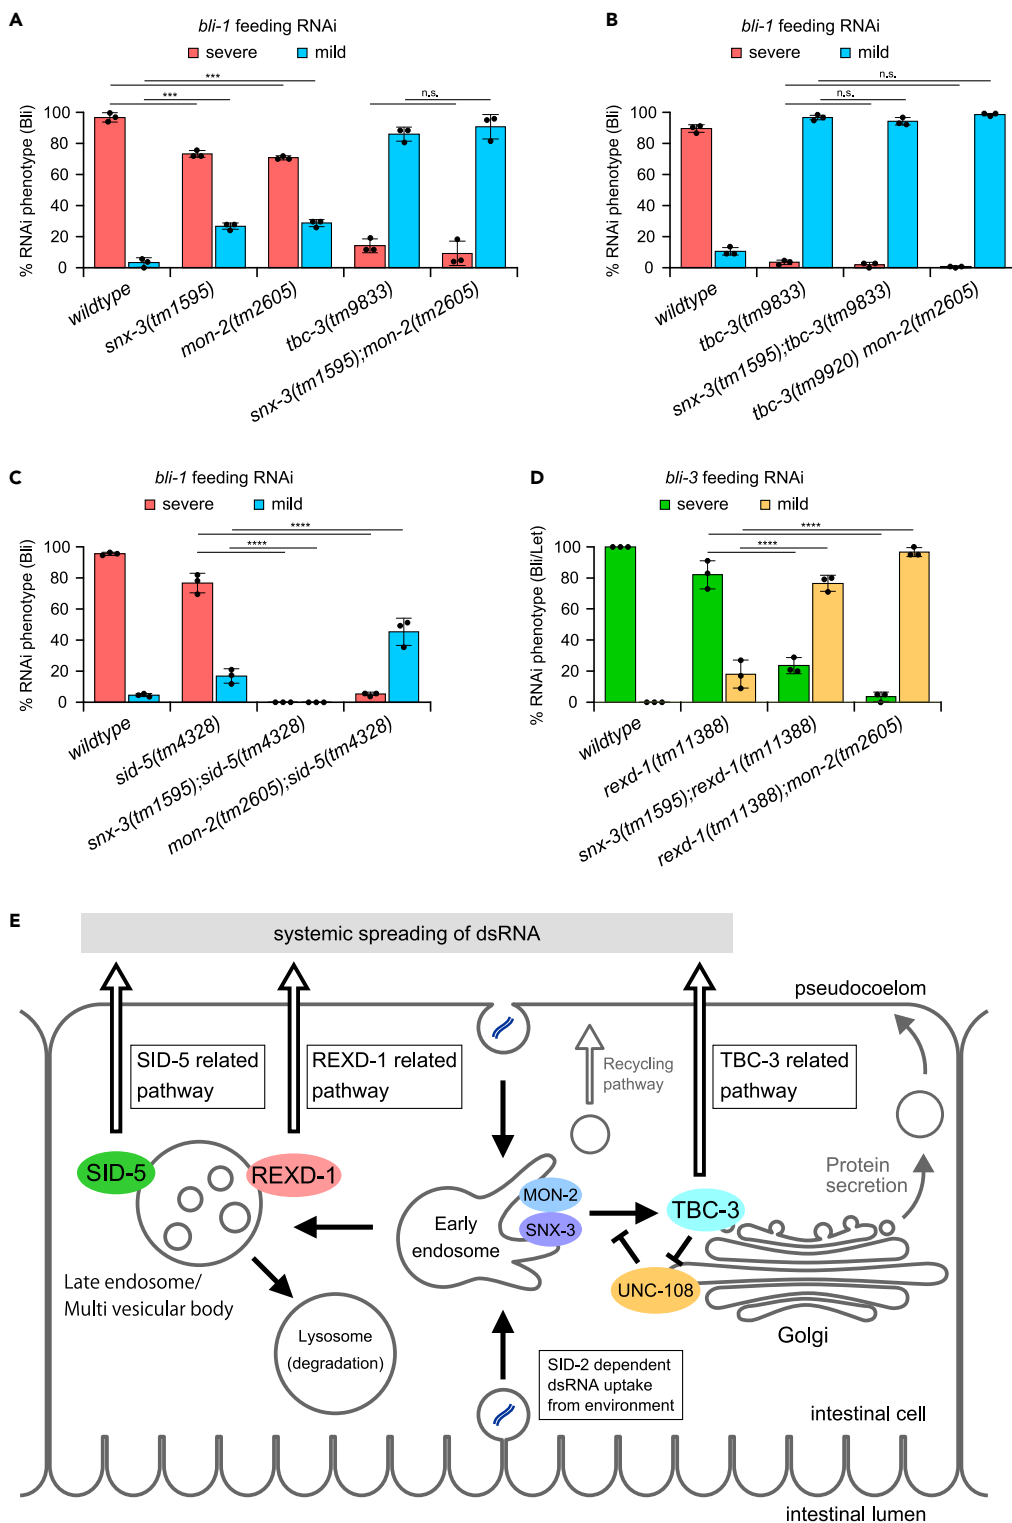 A
bli-1 feeding RNAi
severe mild
% RNAi phenotype (Bli)
100
80
60
40
20
0
***
***
n.s.
wildtype
snx-3(tm1595)
mon-2(tm2605)
tbc-3(tm9833)
snx-3(tm1595);mon-2(tm2605)
B
bli-1 feeding RNAi
severe mild
% RNAi phenotype (Bli)
100
80
60
40
20
0
n.s.
n.s.
wildtype
tbc-3(tm9833)
snx-3(tm1595);tbc-3(tm9833)
tbc-3(tm9920) mon-2(tm2605)
C
bli-1 feeding RNAi
severe mild
% RNAi phenotype (Bli)
100
80
60
40
20
0
****
****
wildtype
sid-5(tm4328)
snx-3(tm1595);sid-5(tm4328)
mon-2(tm2605);sid-5(tm4328)
D
bli-3 feeding RNAi
severe mild
% RNAi phenotype (Bli/Let)
100
80
60
40
20
0
****
****
wildtype
rexd-1(tm11388)
snx-3(tm1595);rexd-1(tm11388)
rexd-1(tm11388);mon-2(tm2605)
E
systemic spreading of dsRNA
pseudocoelom
SID-5 related
pathway
REXD-1 related
pathway
Recycling
pathway
TBC-3 related
pathway
SID-5
REXD-1
MON-2
SNX-3
Early
endosome
TBC-3
UNC-108
Protein
secretion
Golgi
Late endosome/
Multi vesicular body
Lysosome
(degradation)
SID-2 dependent
dsRNA uptake
from environment
intestinal cell
intestinal lumen